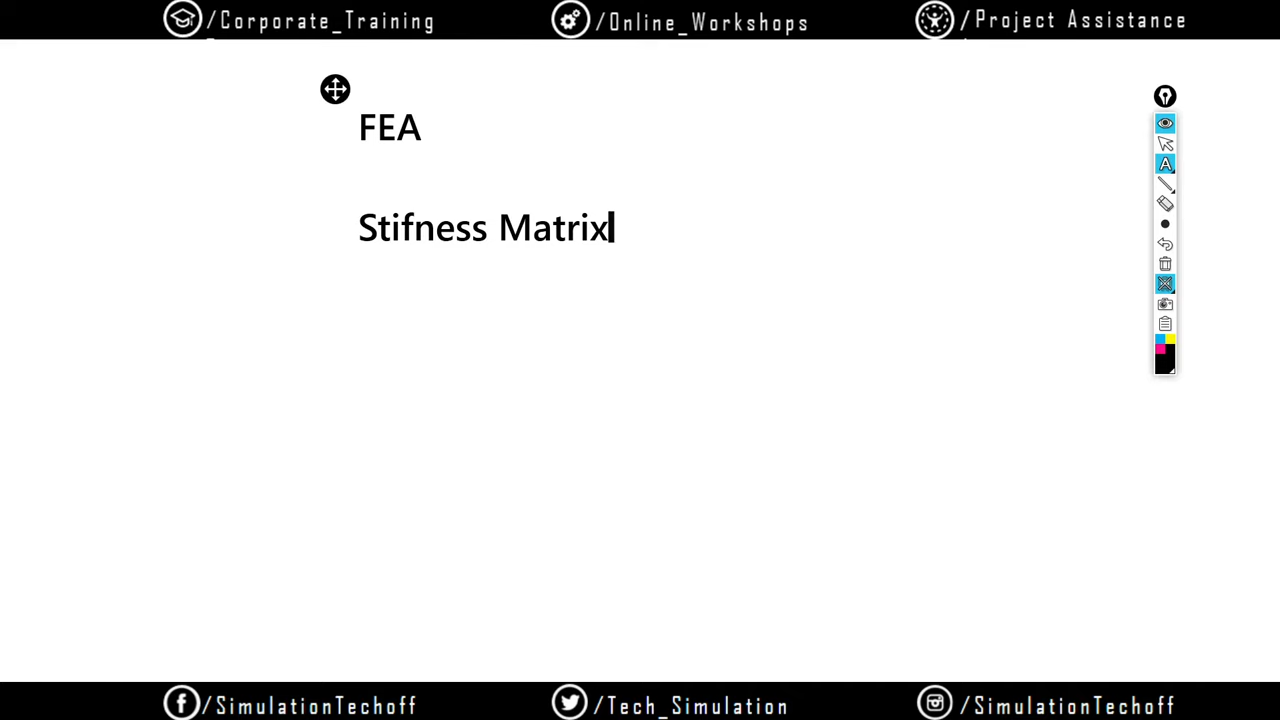 /Corporate_Training
/Online_Workshops
/Project Assistance
FEA
Stifness Matrix
A
/SimulationTechoff
/Tech_Simulation
/SimulationTechoff